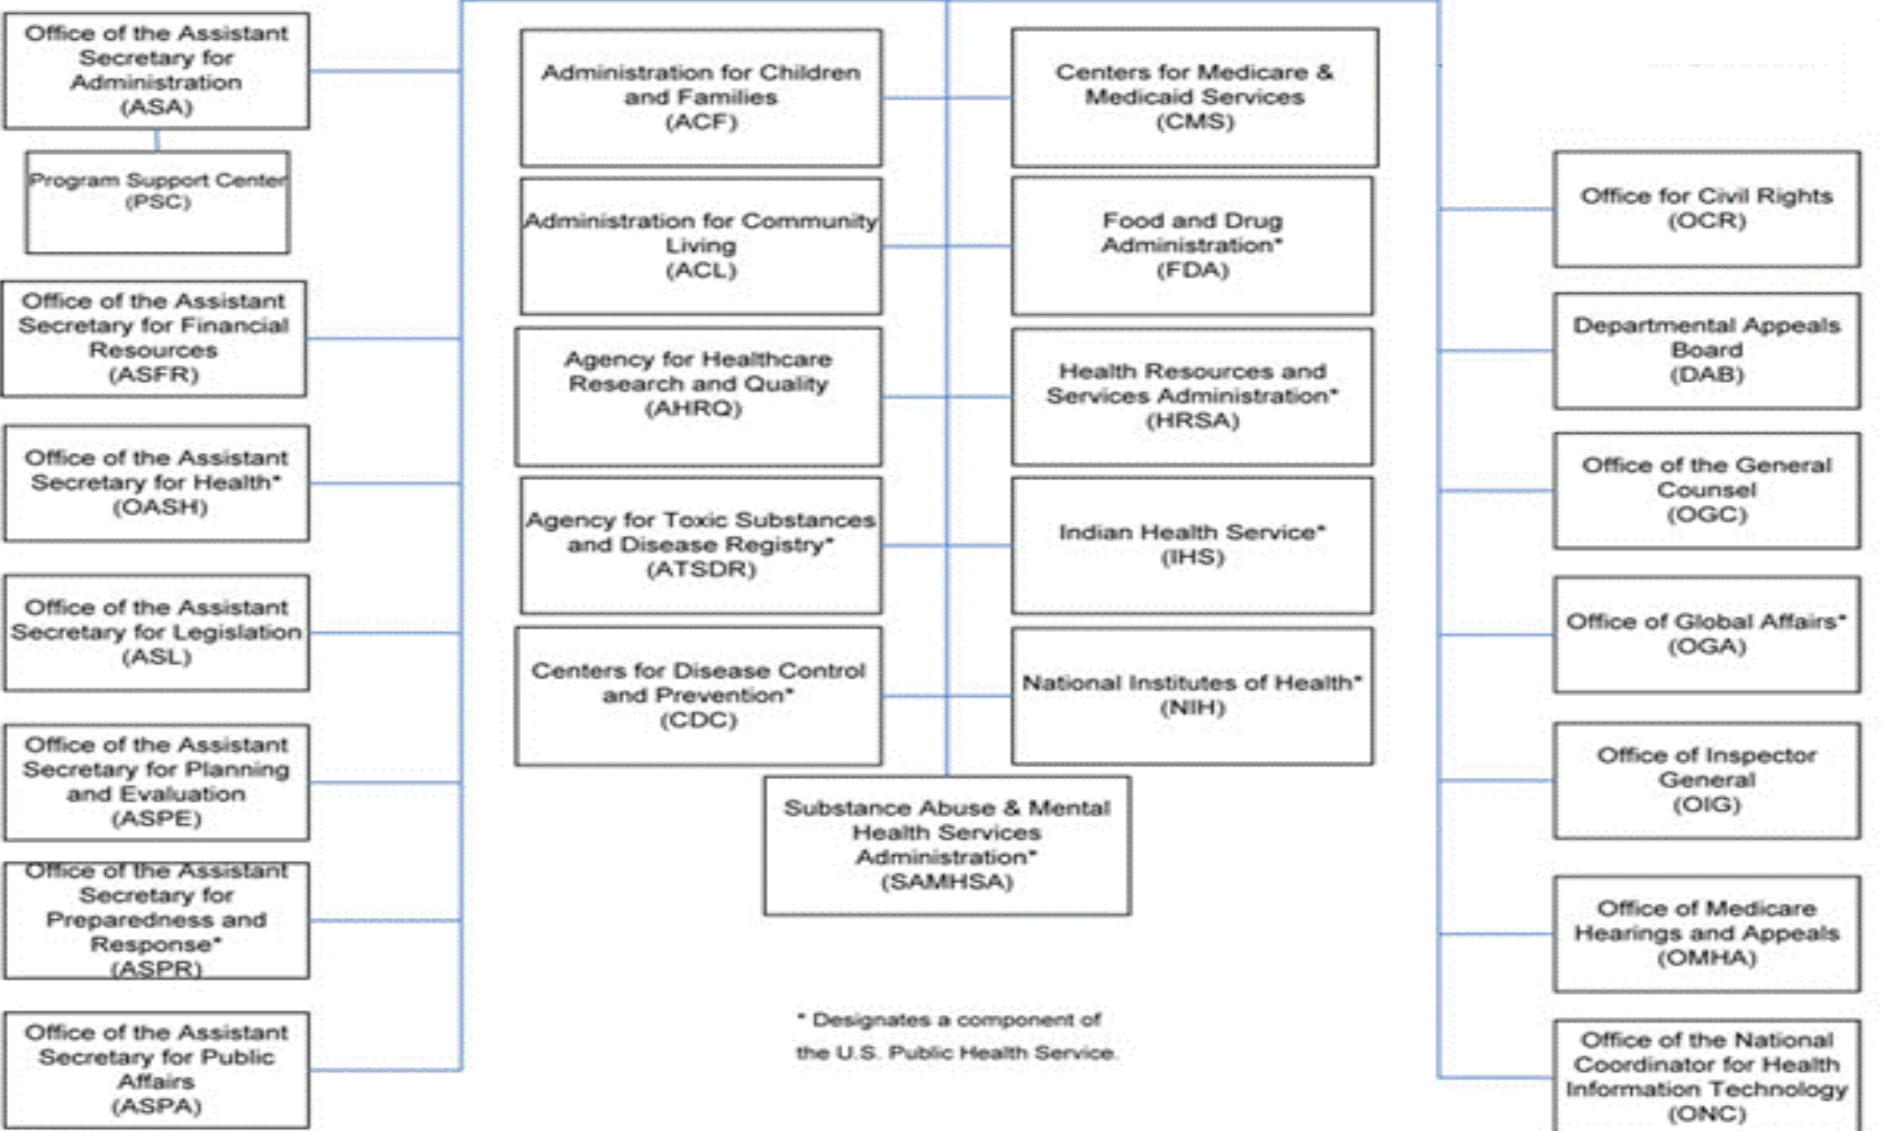 Office of the Assistant
Secretary for
Administration
(ASA)
Program Support Center
(PSC)
Office of the Assistant
Secretary for Financial
Resources
(ASFR)
Office of the Assistant
Secretary for Health*
(OASH)
Office of the Assistant
Secretary for Legislation
(ASL)
Office of the Assistant
Secretary for Planning
and Evaluation
(ASPE)
Office of the Assistant
Secretary for
Preparedness and
Response*
(ASPR)
Office of the Assistant
Secretary for Public
Affairs
(ASPA)
Administration for Children
and Families
(ACF)
Administration for Community
Living
(ACL)
Agency for Healthcare
Research and Quality
(AHRQ)
Agency for Toxic Substances
and Disease Registry*
(ATSDR)
Centers for Disease Control
and Prevention*
(CDC)
Centers for Medicare &
Medicaid Services
(CMS)
Food and Drug
Administration*
(FDA)
Health Resources and
Services Administration*
(HRSA)
Indian Health Service*
(IHS)
National Institutes of Health*
(NIH)
Substance Abuse & Mental
Health Services
Administration*
(SAMHSA)
* Designates a component of
the U.S. Public Health Service.
Office for Civil Rights
(OCR)
Departmental Appeals
Board
(DAB)
Office of the General
Counsel
(OGC)
Office of Global Affairs*
(OGA)
Office of Inspector
General
(OIG)
Office of Medicare
Hearings and Appeals
(OMHA)
Office of the National
Coordinator for Health
Information Technology
(ONC)